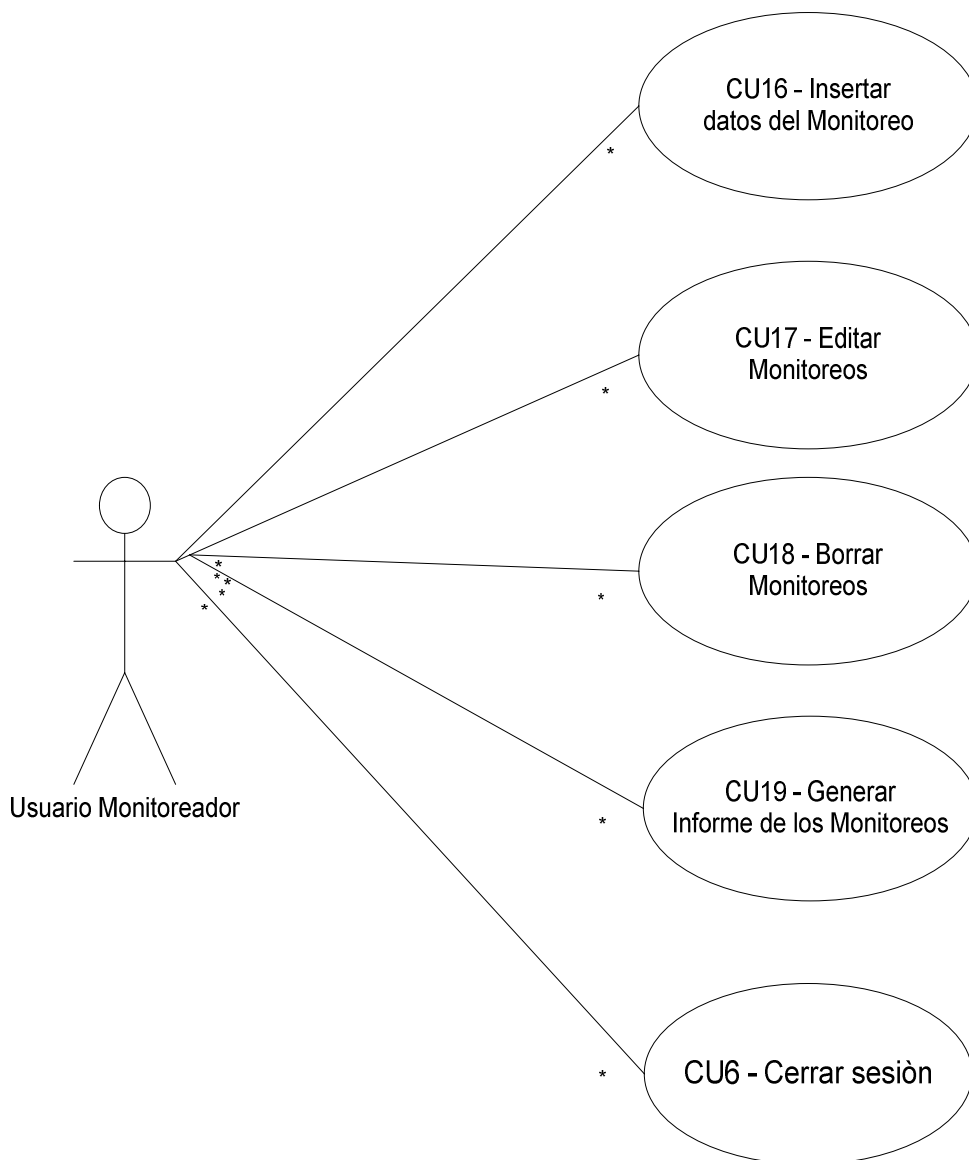 CU16 - Insertar
datos del Monitoreo
*
CU17 - Editar
Monitoreos
*
CU18 - Borrar
Monitoreos
*
*
*
*
*
*
Usuario Monitoreador
CU19 - Generar
Informe de los Monitoreos
*
CU6 - Cerrar sesiòn
*